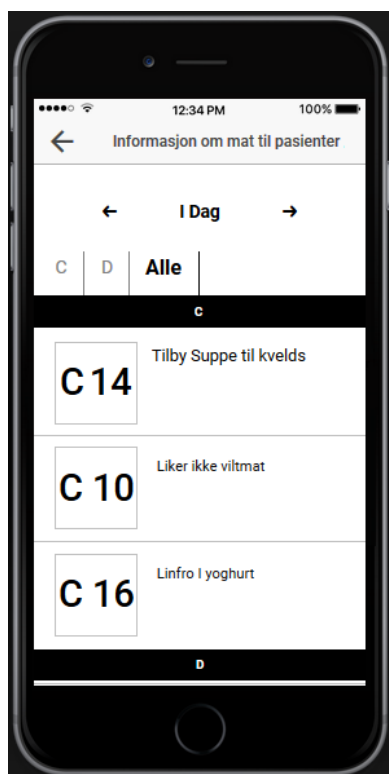 12:34 PM 100%
Informasjon om mat til pasienter
I Dag
C D Alle
C
C 14 Tilby Suppe til kvelds
C 10 Liker ikke viltmat
C 16 Linfro I yoghurt
D